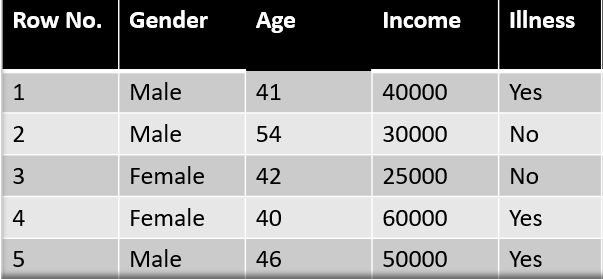 Row No. Gender Age Income Illness
1 Male 41 40000 Yes
2 Male 54 30000 No
3 Female 42 25000 No
4 Female 40 60000 Yes
5 Male 46 50000 Yes